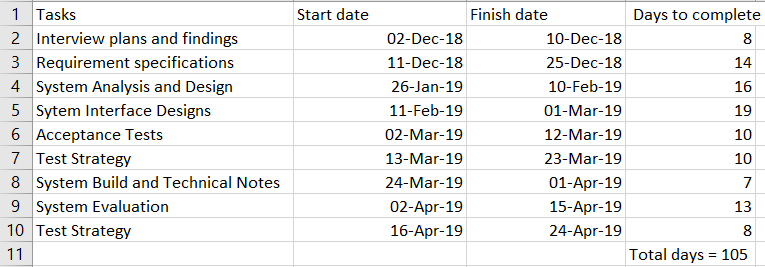 1 Tasks Start date Finish date Days to complete
2 Interview plans and findings 02-Dec-18 10-Dec-18 8
3 Requirement specifications 11-Dec-18 25-Dec-18 14
4 System Analysis and Design 26-Jan-19 10-Feb-19 16
5 Sytem Interface Designs 11-Feb-19 01-Mar-19 19
6 Acceptance Tests 02-Mar-19 12-Mar-19 10
7 Test Strategy 13-Mar-19 23-Mar-19 10
8 System Build and Technical Notes 24-Mar-19 01-Apr-19 7
9 System Evaluation 02-Apr-19 15-Apr-19 13
10 Test Strategy 16-Apr-19 24-Apr-19 8
11 Total days = 105